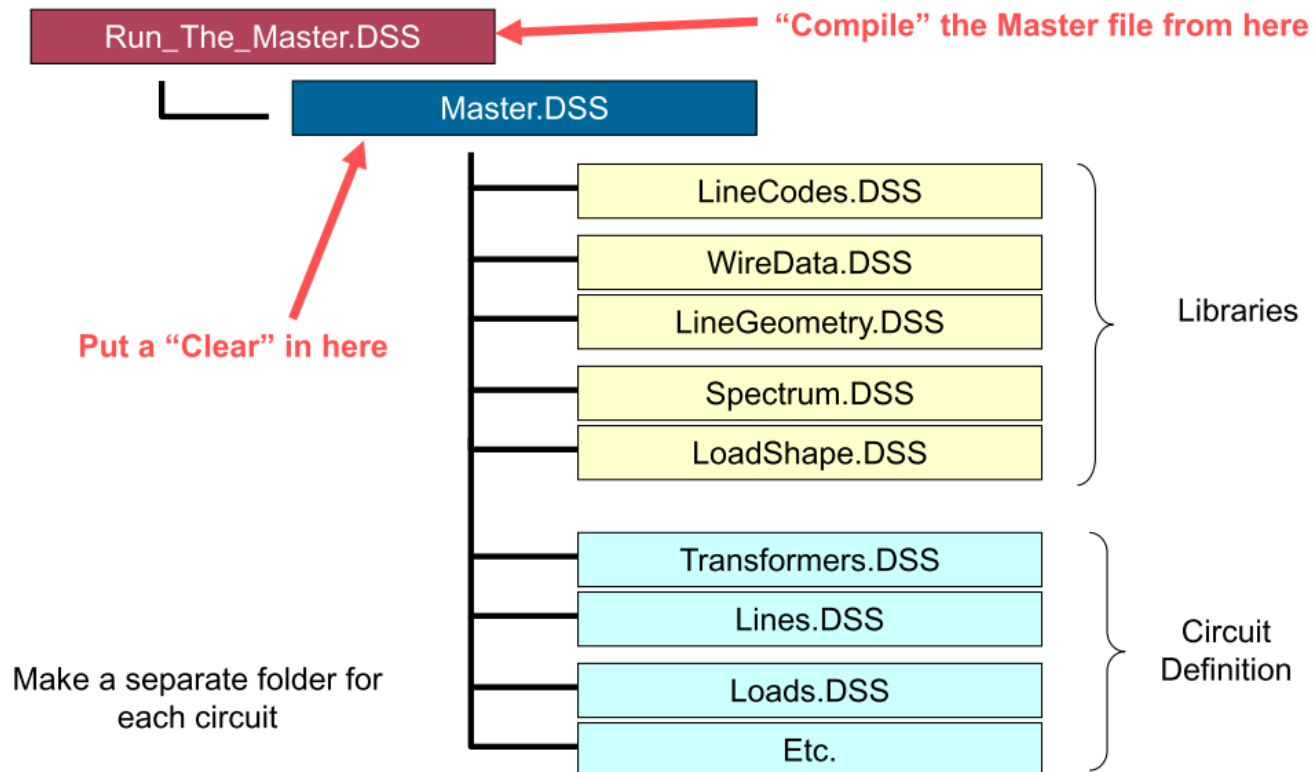 “Compile” the Master file from here
Run_The_Master.DSS
Master.DSS
LineCodes.DSS
WireData.DSS
LineGeometry.DSS
Libraries
Put a “Clear” in here
Spectrum.DSS
LoadShape.DSS
Transformers.DSS
Lines.DSS
Circuit
Definition
Make a separate folder for
each circuit
Loads.DSS
Etc.